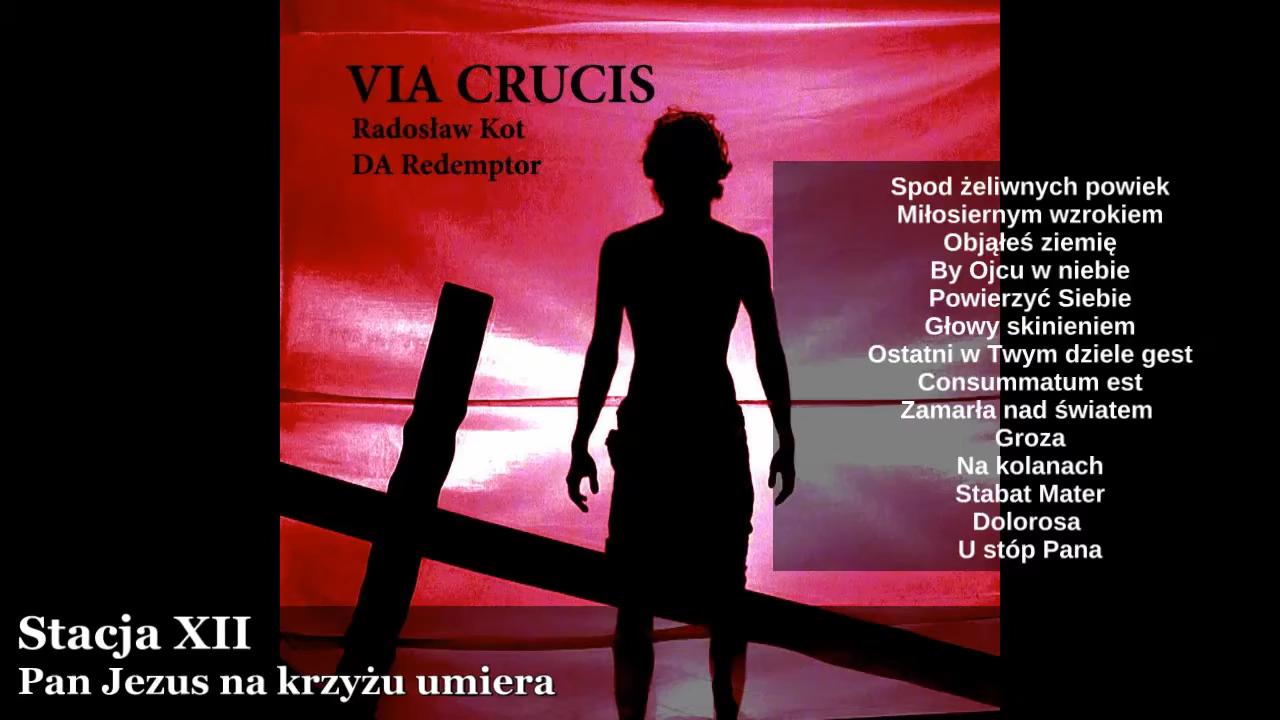 VIA CRUCIS
Radosław Kot
DA Redemptor
Spod żeliwnych powiek
Miłosiernym wzrokiem
Objąłeś ziemię
By Ojcu w niebie
Powierzyć Siebie
Głowy skinieniem
Ostatni w Twym dziele gest
Consummatum est
Zamarła nad światem
Groza
Na kolanach
Stabat Mater
Dolorosa
U stóp Pana
Stacja XII
Pan Jezus na krzyżu umiera